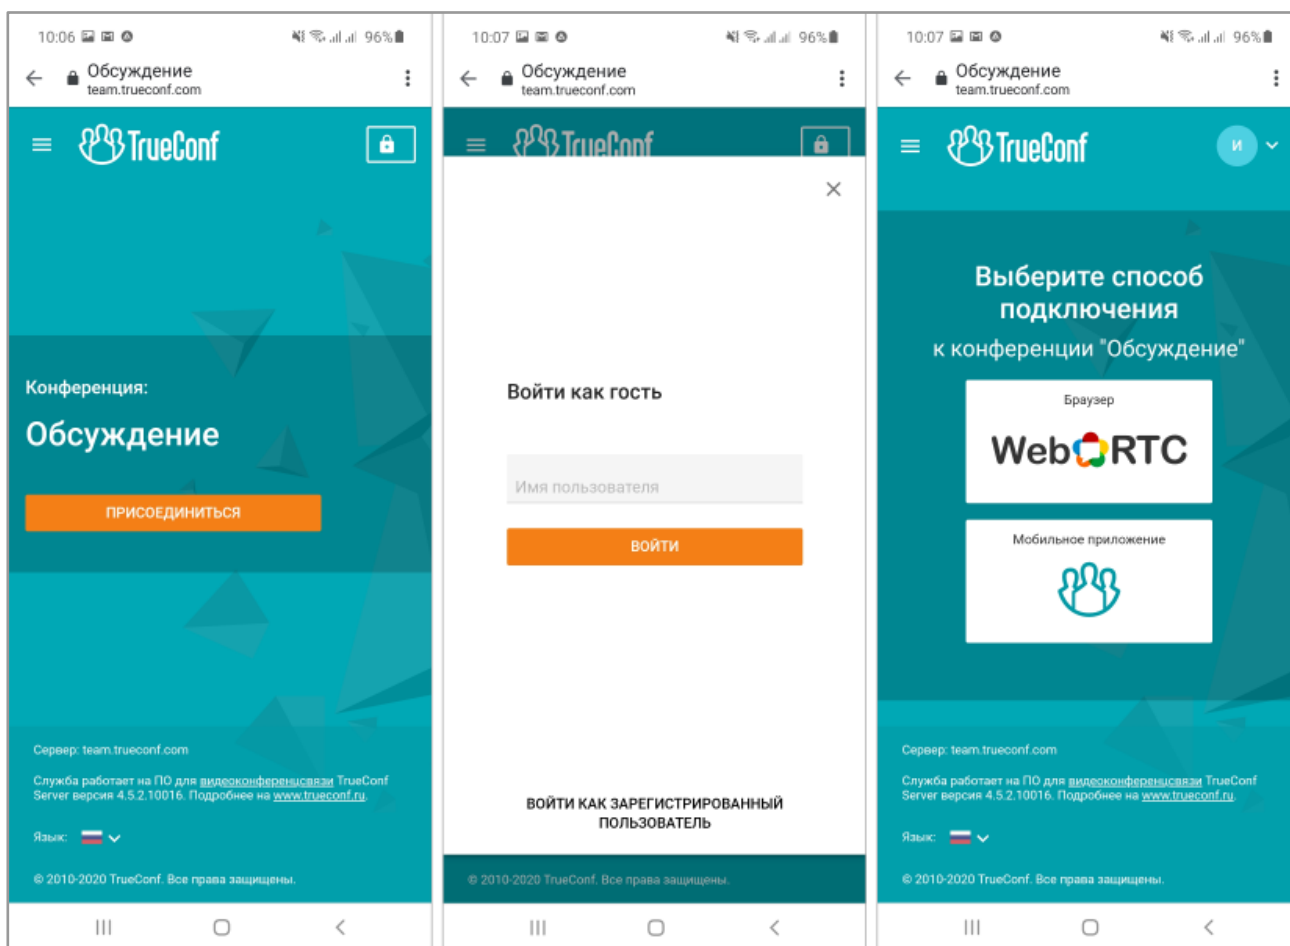 10:06
96%
Обсуждение
team.trueconf.com
TrueConf
Конференция:
Обсуждение
ПРИСОЕДИНИТЬСЯ
Сервер: team.trueconf.com
Служба работает на ПО для видеоконференцсвязи TrueConf
Server версия 4.5.2.10016. Подробнее на www.trueconf.ru.
Язык:
© 2010-2020 TrueConf. Все права защищены.
10:07
96%
Обсуждение
team.trueconf.com
TrueConf
Войти как гость
Имя пользователя
ВОЙТИ
ВОЙТИ КАК ЗАРЕГИСТРИРОВАННЫЙ
ПОЛЬЗОВАТЕЛЬ
© 2010-2020 TrueConf. Все права защищены.
10:07
96%
Обсуждение
team.trueconf.com
TrueConf
И
Выберите способ
подключения
к конференции "Обсуждение"
Браузер
WebRTC
Мобильное приложение
Сервер: team.trueconf.com
Служба работает на ПО для видеоконференцсвязи TrueConf
Server версия 4.5.2.10016. Подробнее на www.trueconf.ru.
Язык:
© 2010-2020 TrueConf. Все права защищены.